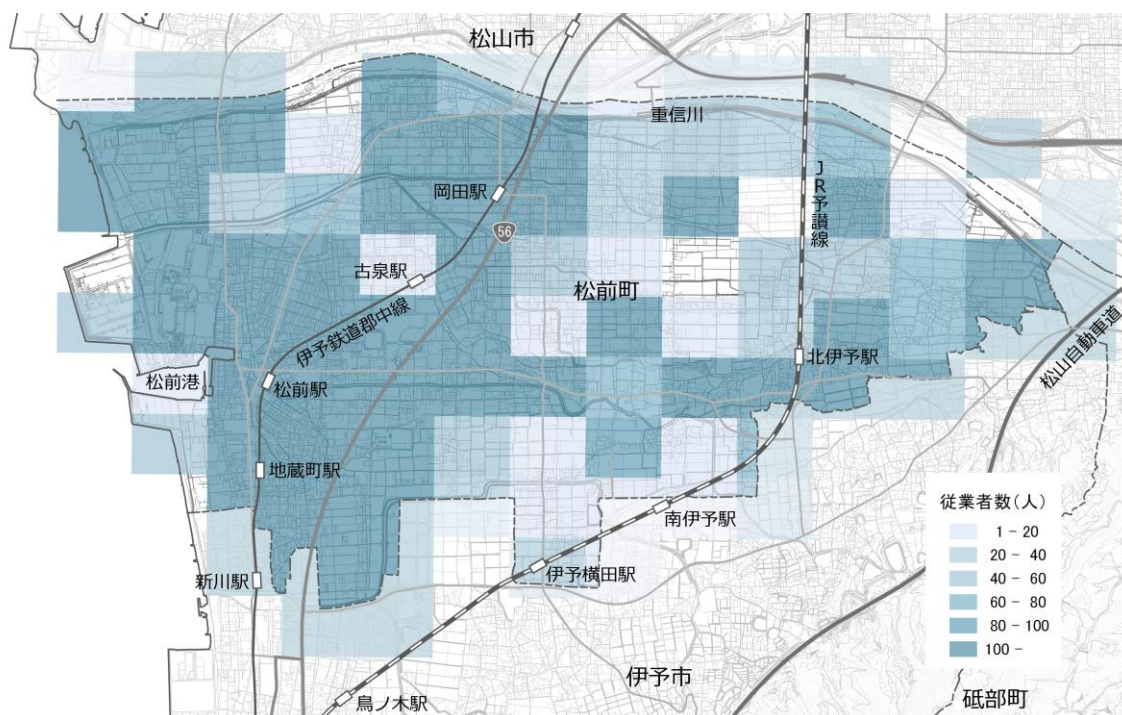 松山市
重信川
岡田駅
JR予讃線
56
古泉駅
松前町
伊予鉄道郡中線
北伊予駅
松山自動車道
松前港
松前駅
地蔵町駅
南伊予駅
新川駅
伊予横田駅
伊予市
鳥ノ木駅
砥部町
従業者数(人)
1 - 20
20 - 40
40 - 60
60 - 80
80 - 100
100 -